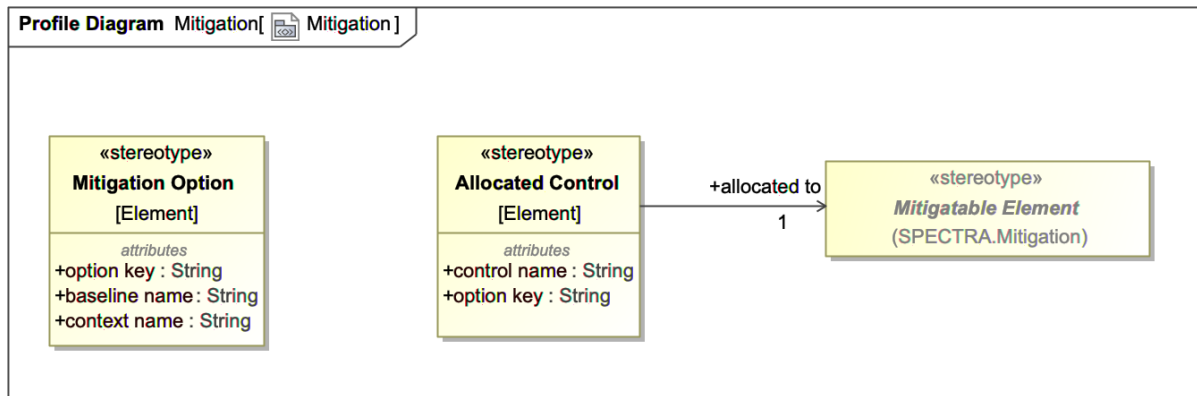 Profile Diagram Mitigation[ Mitigation ]
«stereotype»
Mitigation Option
[Element]
attributes
+option key : String
+baseline name : String
+context name : String
«stereotype»
Allocated Control
[Element]
attributes
+control name : String
+option key : String
+allocated to
1
«stereotype»
Mitigatable Element
(SPECTRA.Mitigation)